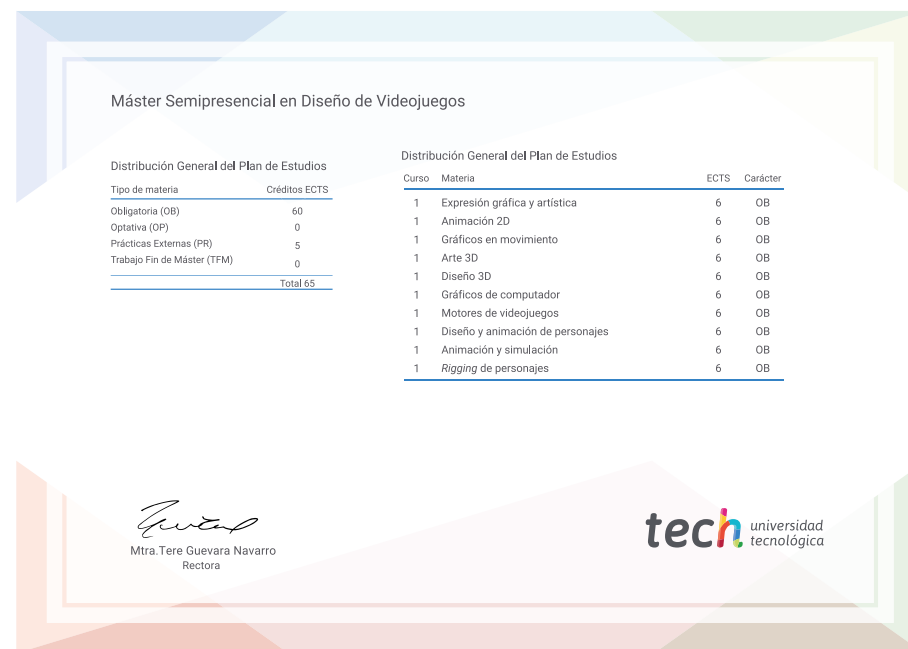 Máster Semipresencial en Diseño de Videojuegos
Distribución General del Plan de Estudios
Tipo de materia Créditos ECTS
Obligatoria (OB) 60
Optativa (OP) 0
Prácticas Externas (PR) 5
Trabajo Fin de Máster (TFM) 0
Total 65
Distribución General del Plan de Estudios
Curso Materia ECTS Carácter
1 Expresión gráfica y artística 6 OB
1 Animación 2D 6 OB
1 Gráficos en movimiento 6 OB
1 Arte 3D 6 OB
1 Diseño 3D 6 OB
1 Gráficos de computador 6 OB
1 Motores de videojuegos 6 OB
1 Diseño y animación de personajes 6 OB
1 Animación y simulación 6 OB
1 Rigging de personajes 6 OB
Mtra.Tere Guevara Navarro
Rectora
tech universidad
tecnológica